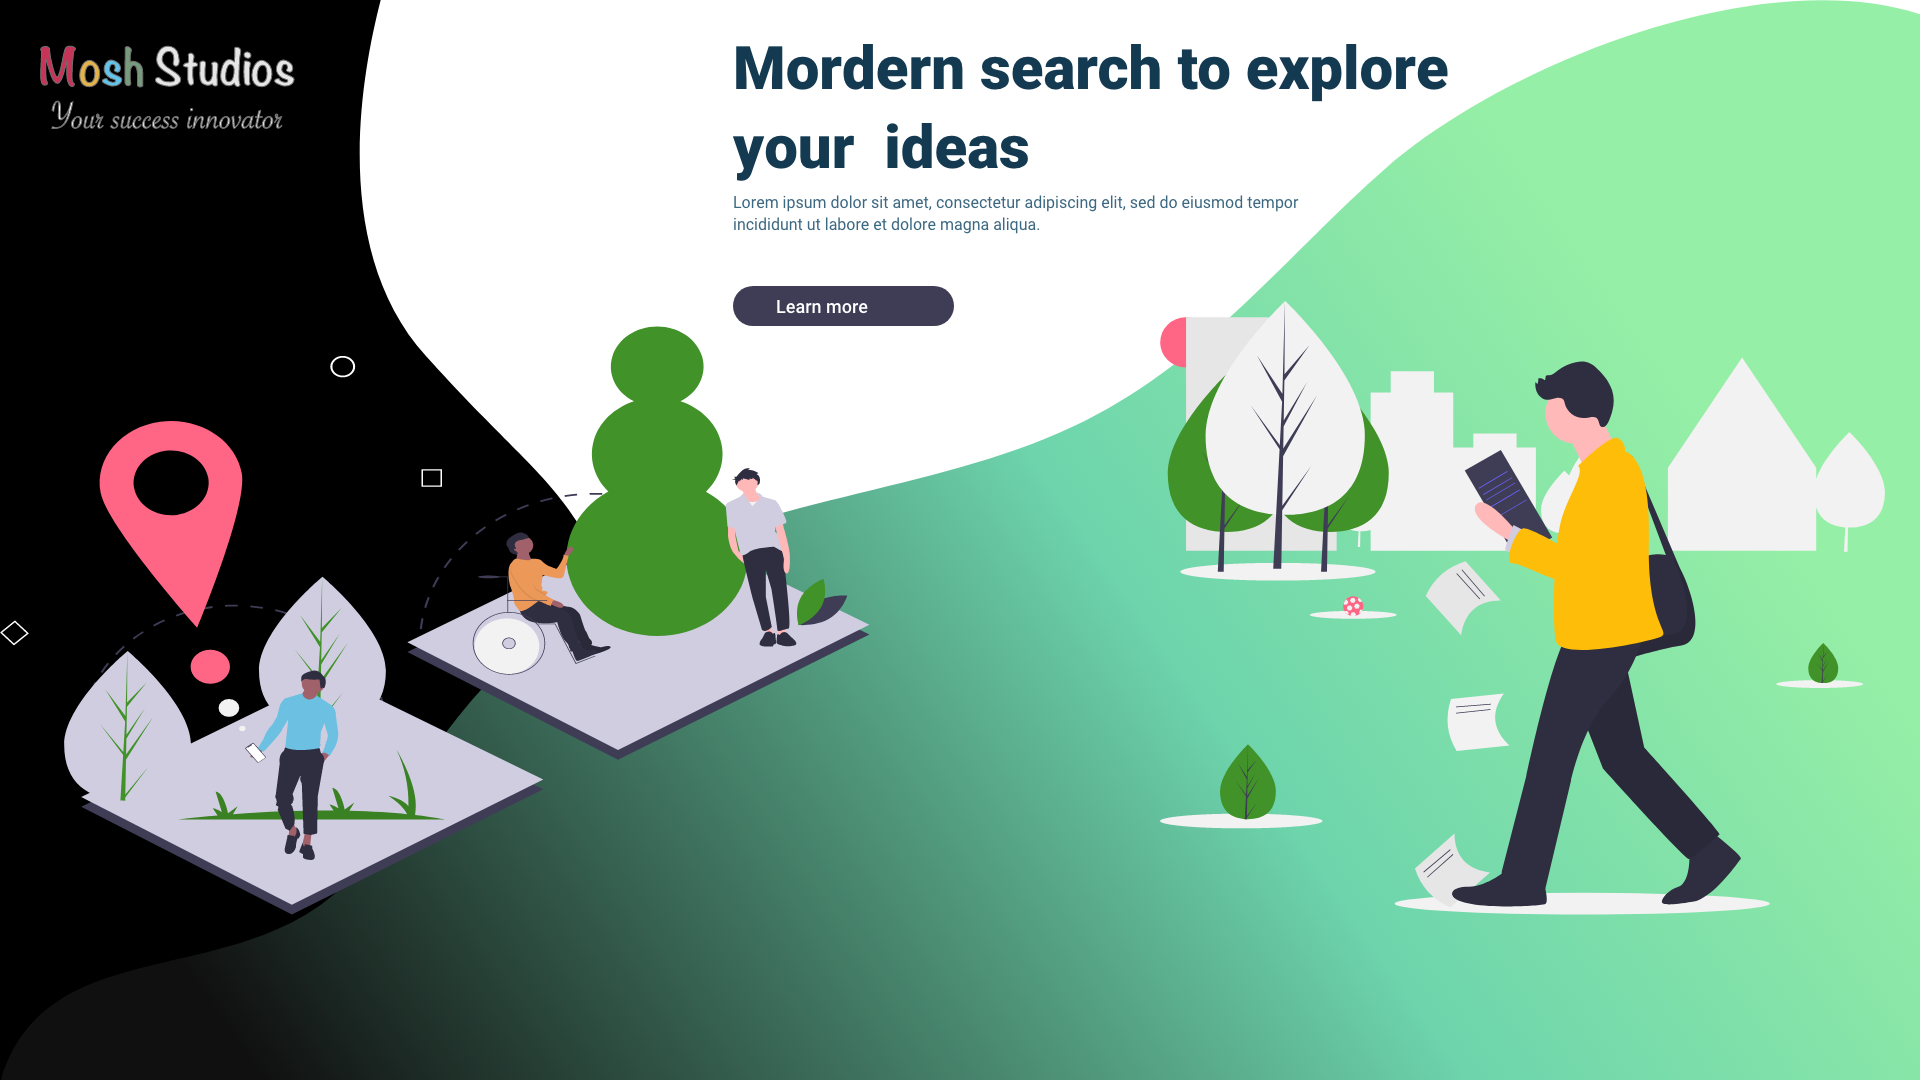 Mosh Studios
Your success innovator
Mordern search to explore
your ideas
Lorem ipsum dolor sit amet, consectetur adipiscing elit, sed do eiusmod tempor
incididunt ut labore et dolore magna aliqua.
Learn more